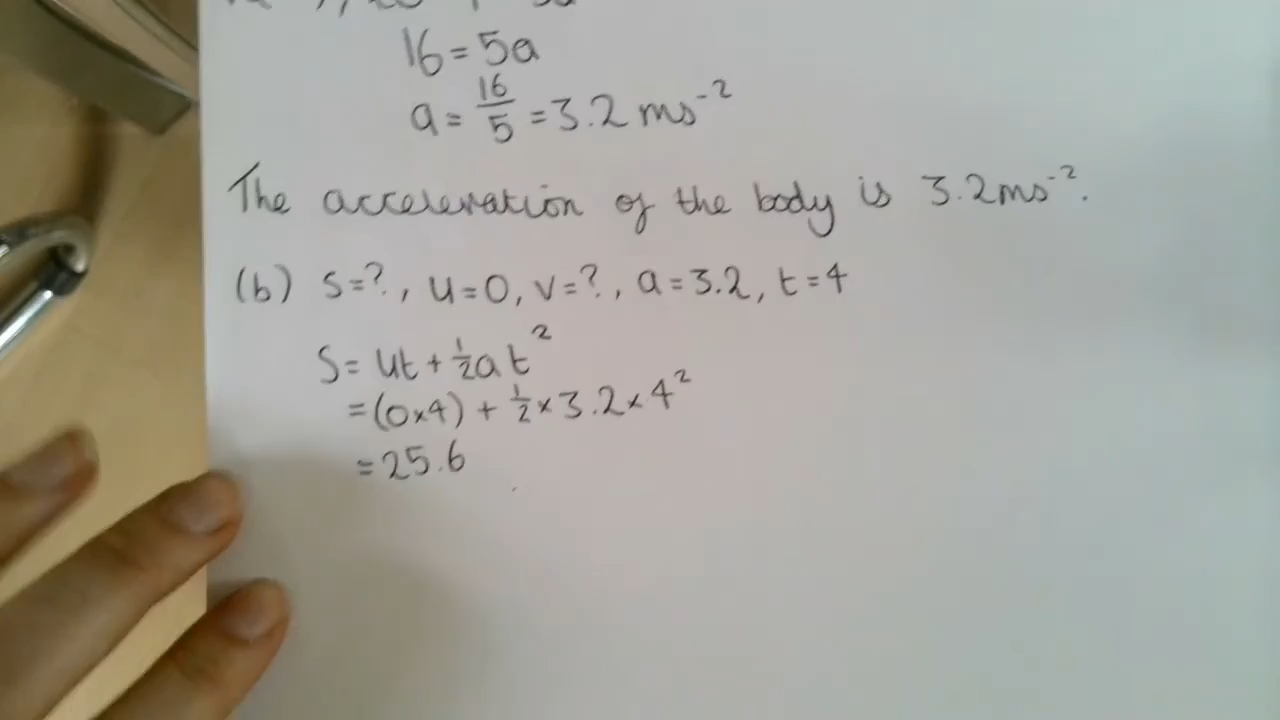 16 = 5a
a = 16/5 = 3.2 ms⁻²
The acceleration of the body is 3.2ms⁻².
(b) s=?, u=0, v=?, a=3.2, t=4
s = ut + ½at²
= (0×4) + ½×3.2×4²
= 25.6